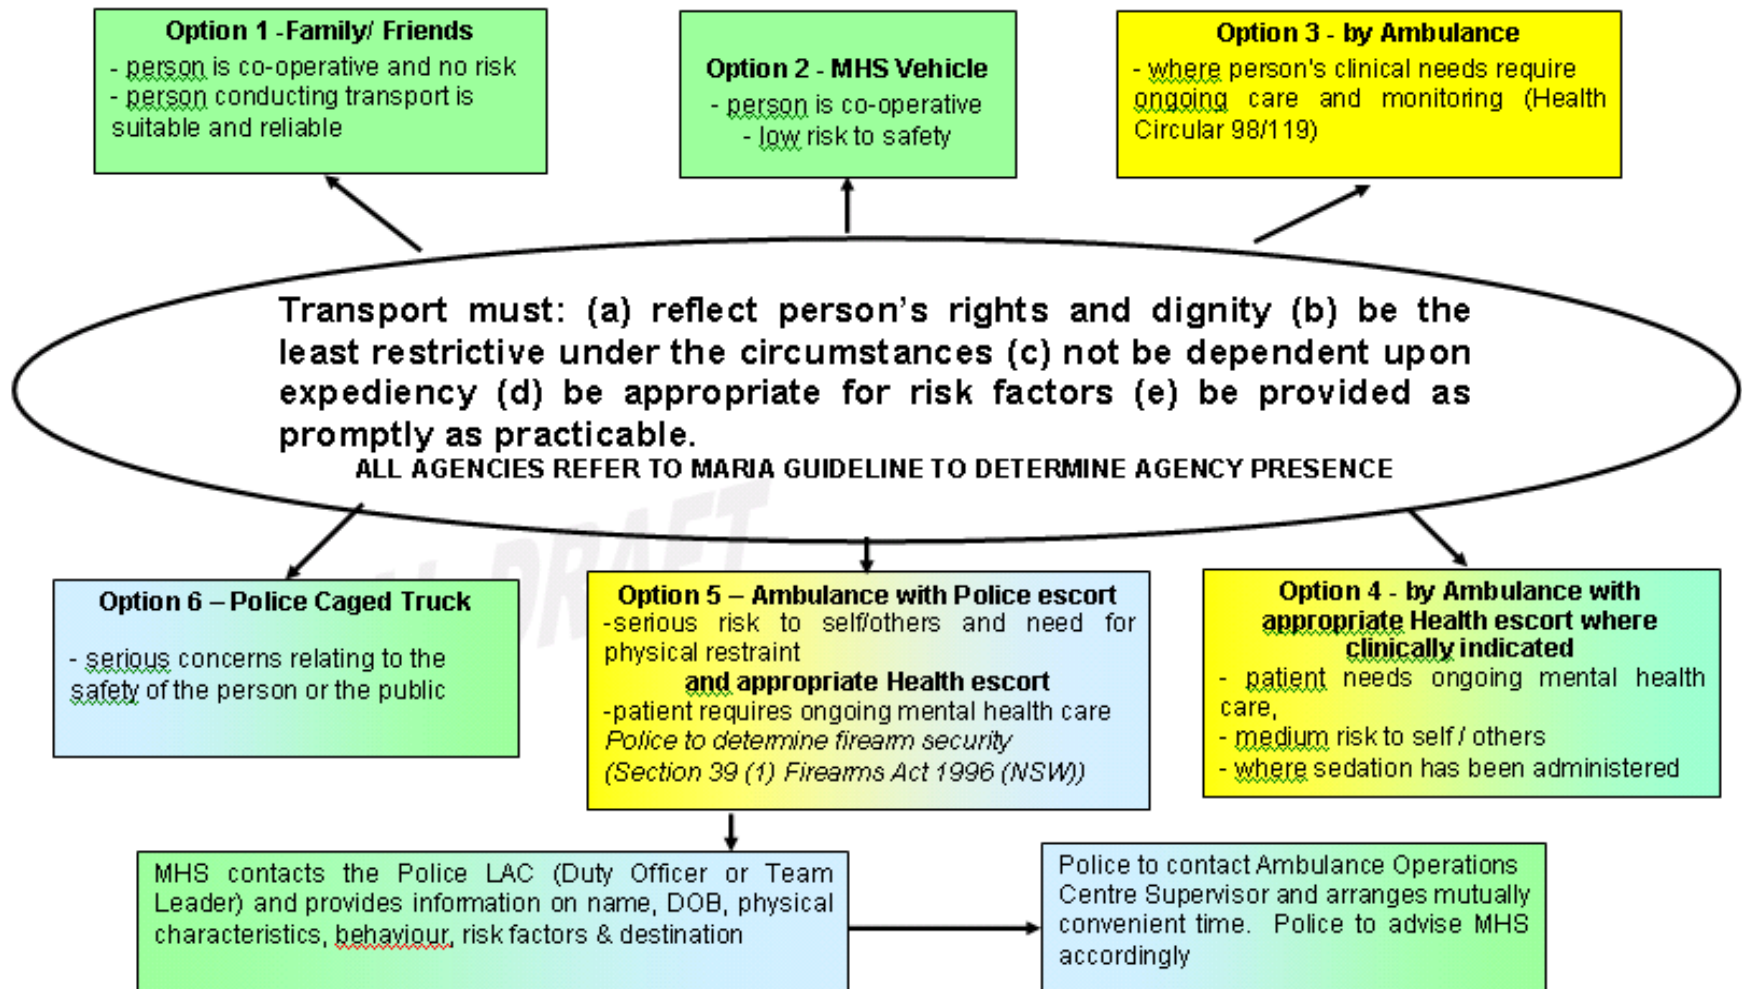 Option 1 -Family/ Friends
- person is co-operative and no risk
- person conducting transport is
suitable and reliable
Option 2 - MHS Vehicle
- person is co-operative
- low risk to safety
Option 3 - by Ambulance
- where person's clinical needs require
ongoing care and monitoring (Health
Circular 98/119)
Transport must: (a) reflect person’s rights and dignity (b) be the
least restrictive under the circumstances (c) not be dependent upon
expediency (d) be appropriate for risk factors (e) be provided as
promptly as practicable.
ALL AGENCIES REFER TO MARIA GUIDELINE TO DETERMINE AGENCY PRESENCE
DRAFT
Option 6 – Police Caged Truck
- serious concerns relating to the
safety of the person or the public
Option 5 – Ambulance with Police escort
-serious risk to self/others and need for
physical restraint
and appropriate Health escort
-patient requires ongoing mental health care
Police to determine firearm security
(Section 39 (1) Firearms Act 1996 (NSW))
Option 4 - by Ambulance with
appropriate Health escort where
clinically indicated
- patient needs ongoing mental health
care,
- medium risk to self / others
- where sedation has been administered
MHS contacts the Police LAC (Duty Officer or Team
Leader) and provides information on name, DOB, physical
characteristics, behaviour, risk factors & destination
Police to contact Ambulance Operations
Centre Supervisor and arranges mutually
convenient time.  Police to advise MHS
accordingly